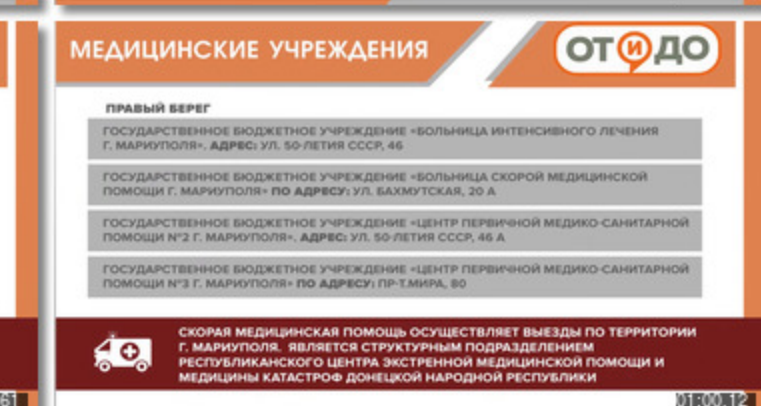 МЕДИЦИНСКИЕ УЧРЕЖДЕНИЯ
ОТ И ДО
ПРАВЫЙ БЕРЕГ
ГОСУДАРСТВЕННОЕ БЮДЖЕТНОЕ УЧРЕЖДЕНИЕ «БОЛЬНИЦА ИНТЕНСИВНОГО ЛЕЧЕНИЯ
Г. МАРИУПОЛЯ». АДРЕС: УЛ. 50-ЛЕТИЯ СССР, 46
ГОСУДАРСТВЕННОЕ БЮДЖЕТНОЕ УЧРЕЖДЕНИЕ «БОЛЬНИЦА СКОРОЙ МЕДИЦИНСКОЙ
ПОМОЩИ Г. МАРИУПОЛЯ» ПО АДРЕСУ: УЛ. БАХМУТСКАЯ, 20 А
ГОСУДАРСТВЕННОЕ БЮДЖЕТНОЕ УЧРЕЖДЕНИЕ «ЦЕНТР ПЕРВИЧНОЙ МЕДИКО-САНИТАРНОЙ
ПОМОЩИ №2 Г. МАРИУПОЛЯ». АДРЕС: УЛ. 50 ЛЕТИЯ СССР, 46 А
ГОСУДАРСТВЕННОЕ БЮДЖЕТНОЕ УЧРЕЖДЕНИЕ «ЦЕНТР ПЕРВИЧНОЙ МЕДИКО-САНИТАРНОЙ
ПОМОЩИ №3 Г. МАРИУПОЛЯ» ПО АДРЕСУ: ПР-Т.МИРА, 80
СКОРАЯ МЕДИЦИНСКАЯ ПОМОЩЬ ОСУЩЕСТВЛЯЕТ ВЫЕЗДЫ ПО ТЕРРИТОРИИ
Г. МАРИУПОЛЯ. ЯВЛЯЕТСЯ СТРУКТУРНЫМ ПОДРАЗДЕЛЕНИЕМ
РЕСПУБЛИКАНСКОГО ЦЕНТРА ЭКСТРЕННОЙ МЕДИЦИНСКОЙ ПОМОЩИ И
МЕДИЦИНЫ КАТАСТРОФ ДОНЕЦКОЙ НАРОДНОЙ РЕСПУБЛИКИ
61
01:00.12